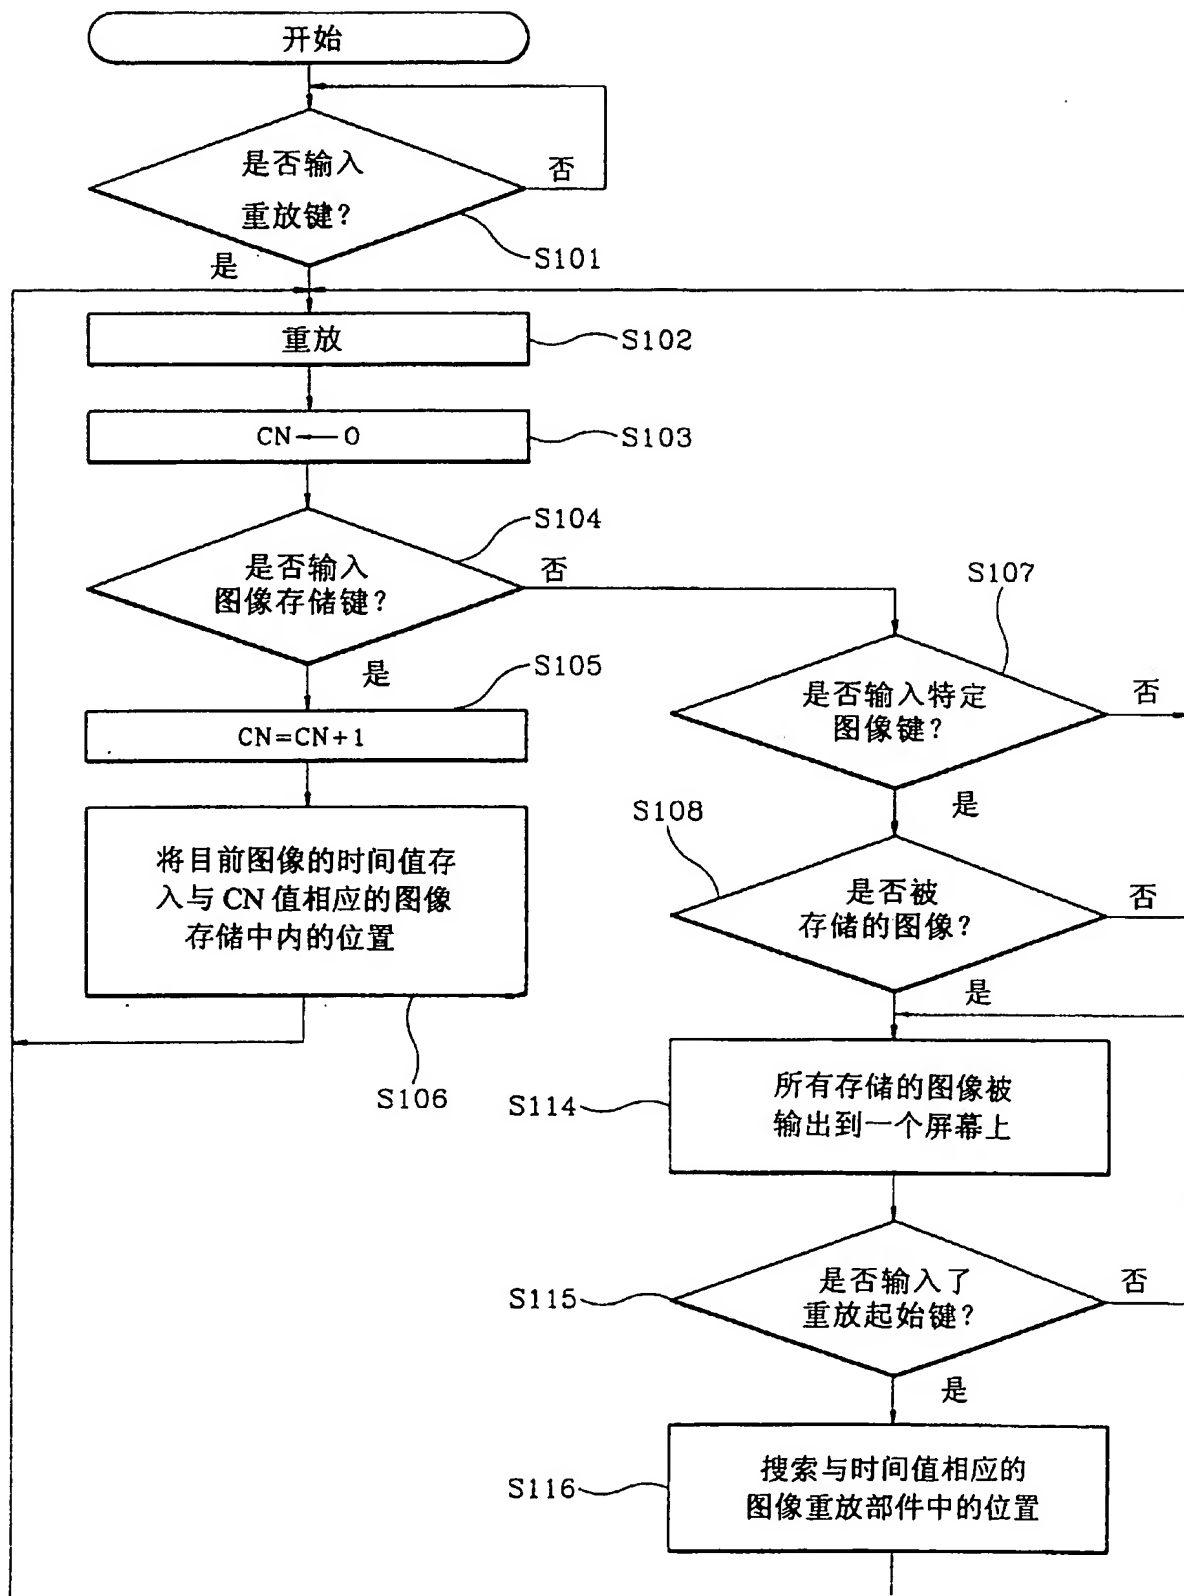 开始
是否输入
重放键?
否
S101
是
重放
S102
CN←0
S103
S104
是否输入
图像存储键?
否
是
S105
CN=CN+1
将目前图像的时间值存
入与CN值相应的图像
存储中内的位置
S106
S107
是否输入特定
图像键?
否
是
S108
是否被
存储的图像?
否
是
S114
所有存储的图像被
输出到一个屏幕上
S115
是否输入了
重放起始键?
否
是
S116
搜索与时间值相应的
图像重放部件中的位置